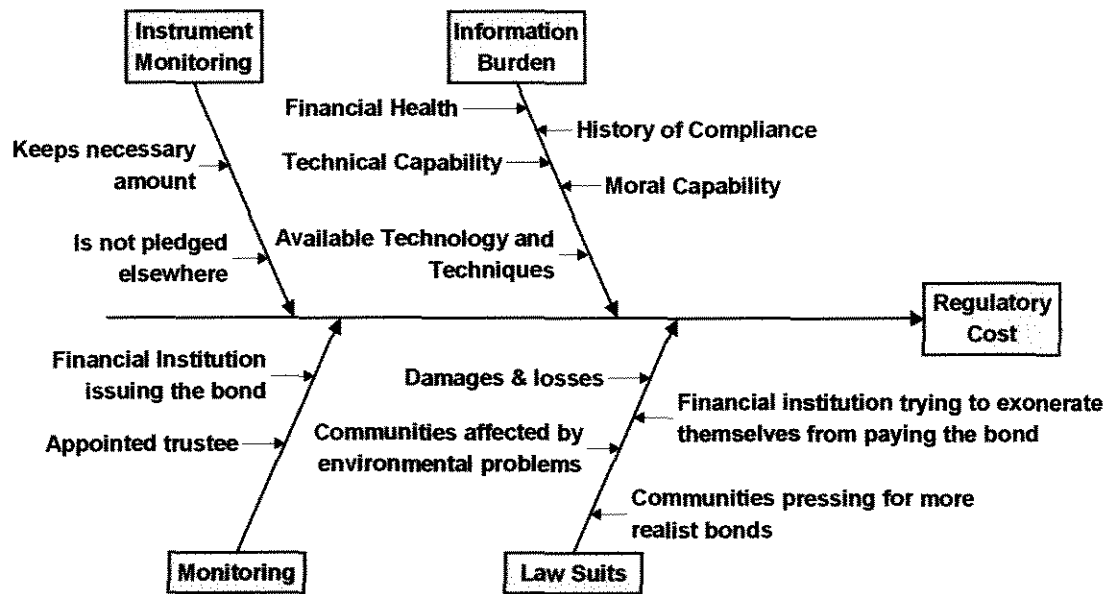 Instrument
Monitoring
Information
Burden
Financial Health
History of Compliance
Keeps necessary
amount
Technical Capability
Moral Capability
Is not pledged
elsewhere
Available Technology and
Techniques
Regulatory
Cost
Financial Institution
issuing the bond
Damages & losses
Financial institution trying to exonerate
themselves from paying the bond
Appointed trustee
Communities affected by
environmental problems
Communities pressing for more
realist bonds
Monitoring
Law Suits